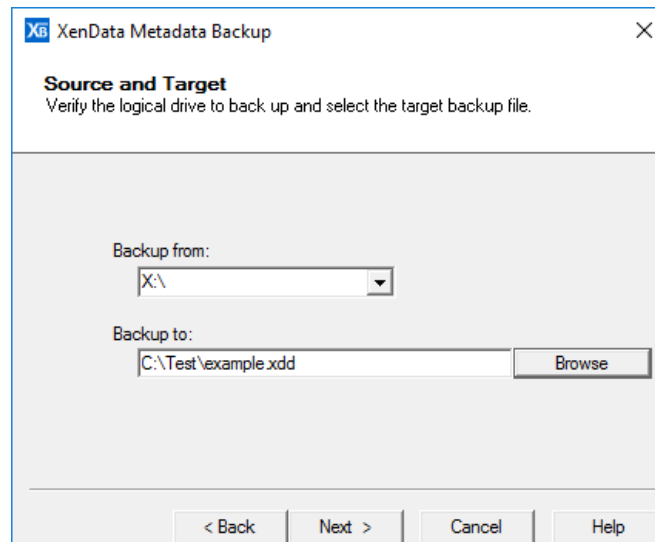 XB XenData Metadata Backup
Source and Target
Verify the logical drive to back up and select the target backup file.
Backup from:
X:\
Backup to:
C:\Test\example.xdd
Browse
< Back
Next >
Cancel
Help